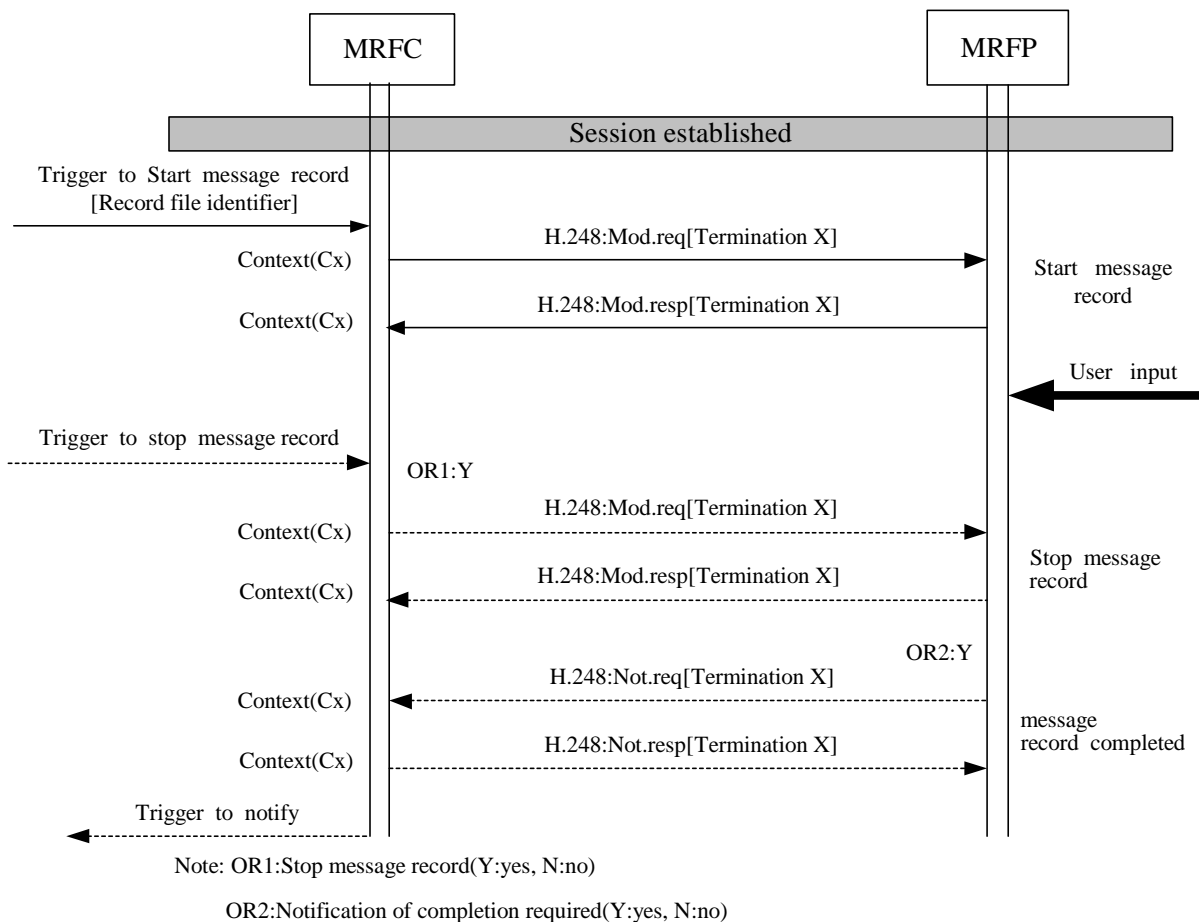 MRFC
MRFP
Session established
Trigger to Start message record
[Record file identifier]
H.248:Mod.req[Termination X]
Context(Cx)
Start message
record
H.248:Mod.resp[Termination X]
Context(Cx)
User input
Trigger to stop message record
OR1:Y
H.248:Mod.req[Termination X]
Context(Cx)
Stop message
record
H.248:Mod.resp[Termination X]
Context(Cx)
OR2:Y
H.248:Not.req[Termination X]
Context(Cx)
message
record completed
H.248:Not.resp[Termination X]
Context(Cx)
Trigger to notify
Note: OR1:Stop message record(Y:yes, N:no)
OR2:Notification of completion required(Y:yes, N:no)